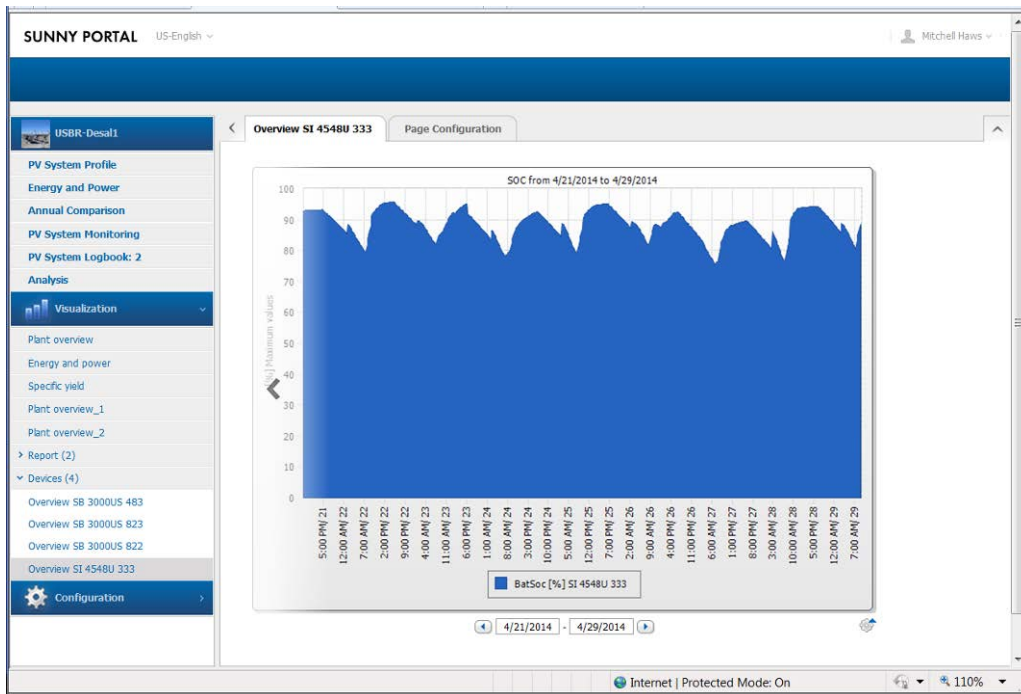 SUNNY PORTAL US-English
Mitchell Haws
USBR-Desal1
PV System Profile
Energy and Power
Annual Comparison
PV System Monitoring
PV System Logbook: 2
Analysis
Visualization
Plant overview
Energy and power
Specific yield
Plant overview_1
Plant overview_2
Report (2)
Devices (4)
Overview SB 3000US 483
Overview SB 3000US 823
Overview SB 3000US 822
Overview SI 4548U 333
Configuration
Overview SI 4548U 333 Page Configuration
SOC from 4/21/2014 to 4/29/2014
[%] Maximum values
100
90
80
70
60
50
40
30
20
10
0
5:00 PM/ 21
12:00 AM/ 22
7:00 AM/ 22
2:00 PM/ 22
9:00 PM/ 22
4:00 AM/ 23
11:00 AM/ 23
6:00 PM/ 23
1:00 AM/ 24
8:00 AM/ 24
3:00 PM/ 24
10:00 PM/ 24
5:00 AM/ 25
12:00 PM/ 25
7:00 PM/ 25
2:00 AM/ 26
9:00 AM/ 26
4:00 PM/ 26
11:00 PM/ 26
6:00 AM/ 27
1:00 PM/ 27
8:00 PM/ 27
3:00 AM/ 28
10:00 AM/ 28
5:00 PM/ 28
12:00 AM/ 29
7:00 AM/ 29
BatSoc [%] SI 4548U 333
4/21/2014 - 4/29/2014
Internet | Protected Mode: On
110%